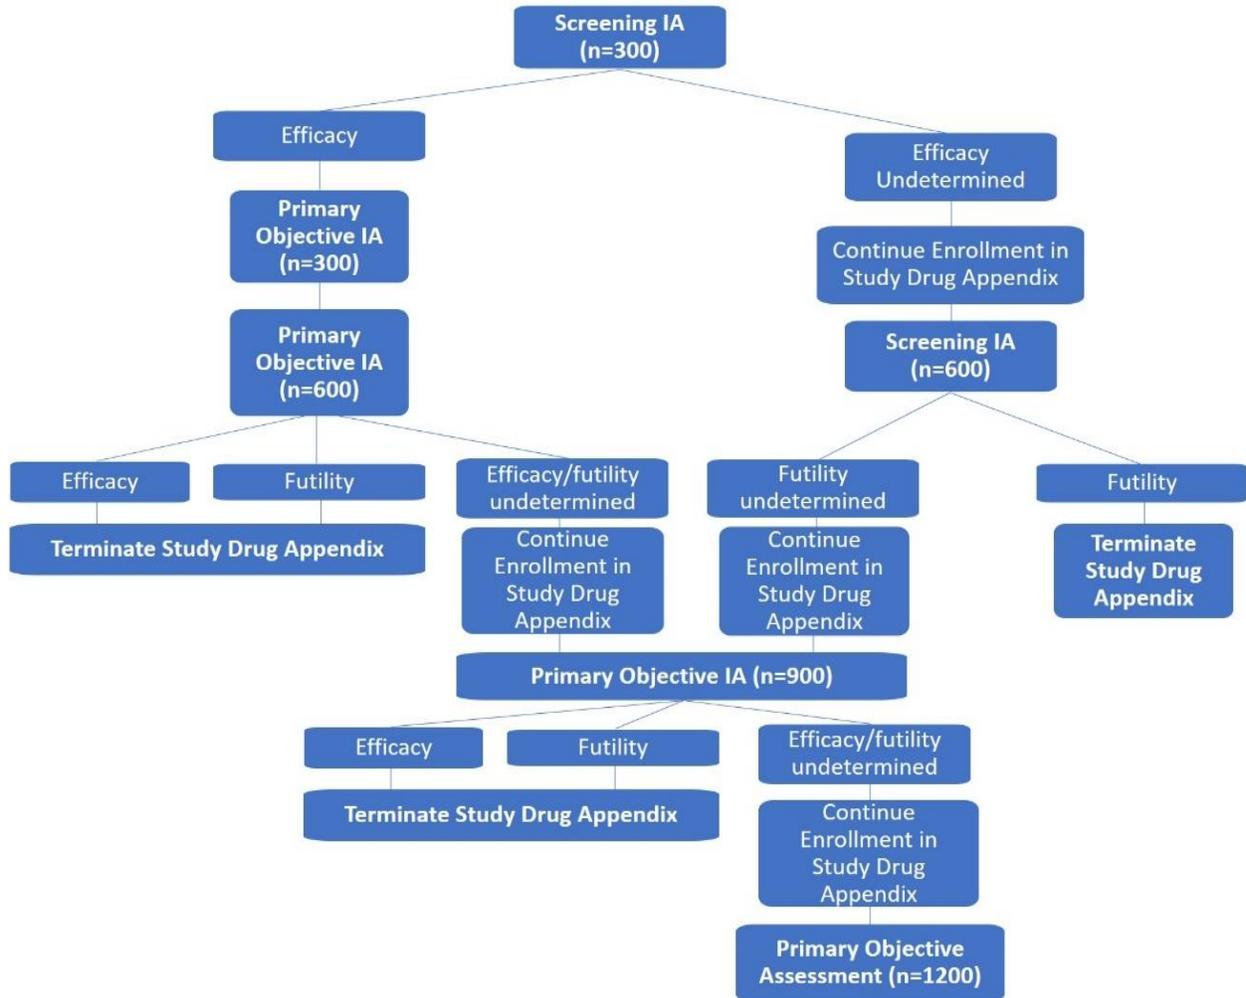 Screening IA
(n=300)
Efficacy
Efficacy
Undetermined
Primary
Objective IA
(n=300)
Continue Enrollment in
Study Drug Appendix
Primary
Objective IA
(n=600)
Screening IA
(n=600)
Efficacy
Futility
Efficacy/futility
undetermined
Futility
undetermined
Futility
Terminate Study Drug Appendix
Continue
Enrollment in
Study Drug
Appendix
Continue
Enrollment in
Study Drug
Appendix
Terminate
Study Drug
Appendix
Primary Objective IA (n=900)
Efficacy
Futility
Efficacy/futility
undetermined
Terminate Study Drug Appendix
Continue
Enrollment in
Study Drug
Appendix
Primary Objective
Assessment (n=1200)